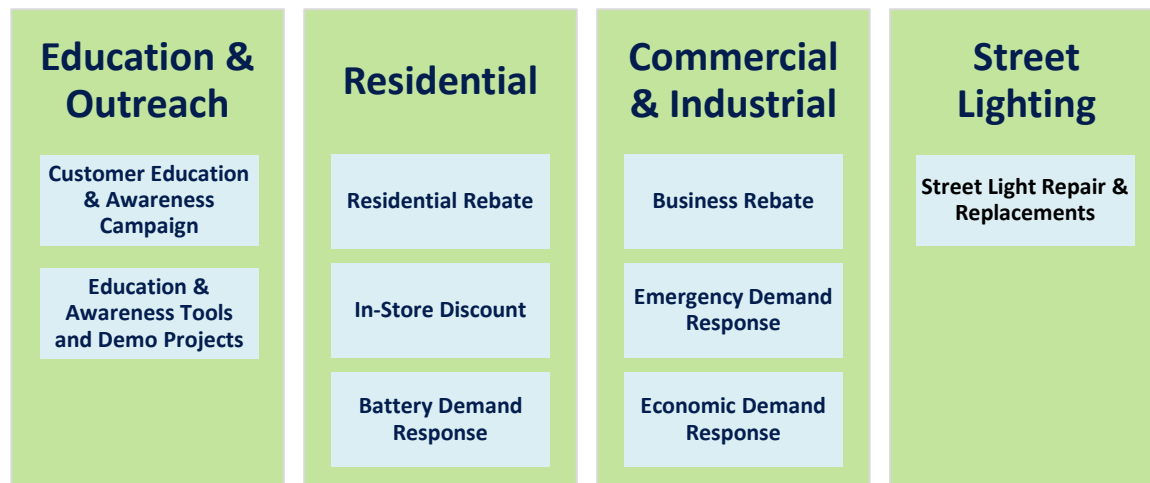 Education &
Outreach
Customer Education
& Awareness
Campaign
Education &
Awareness Tools
and Demo Projects
Residential
Residential Rebate
In-Store Discount
Battery Demand
Response
Commercial
& Industrial
Business Rebate
Emergency Demand
Response
Economic Demand
Response
Street
Lighting
Street Light Repair &
Replacements